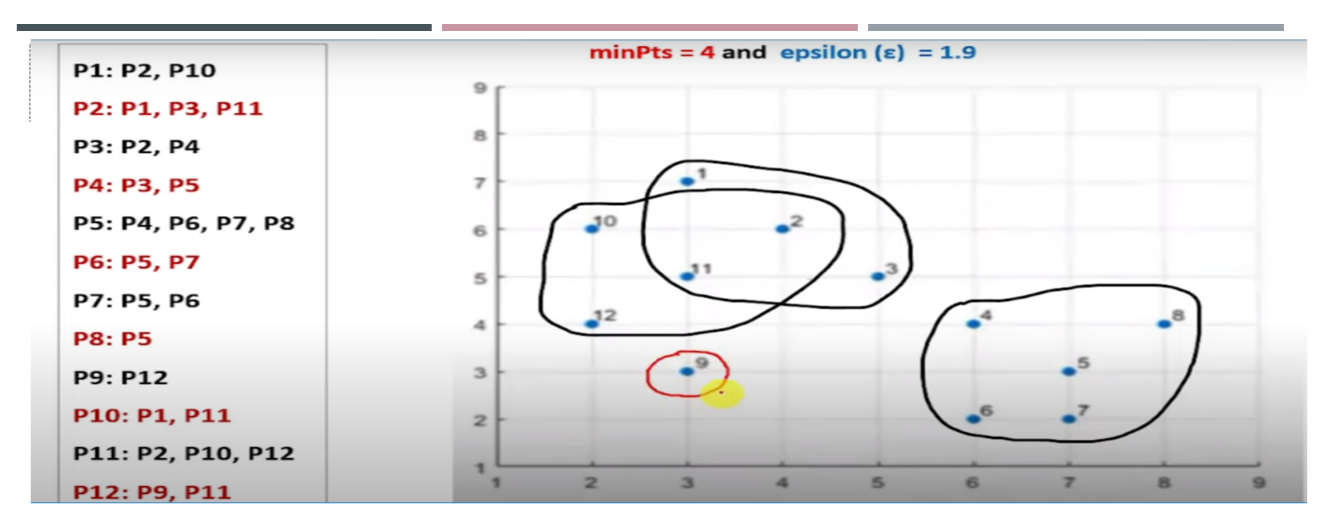 minPts = 4 and epsilon (ε) = 1.9
P1: P2, P10
P2: P1, P3, P11
P3: P2, P4
P4: P3, P5
P5: P4, P6, P7, P8
P6: P5, P7
P7: P5, P6
P8: P5
P9: P12
P10: P1, P11
P11: P2, P10, P12
P12: P9, P11
9
8
7
1
6
10
2
5
11
3
4
12
4
8
3
9
5
2
6
7
1
1
2
3
4
5
6
7
8
9